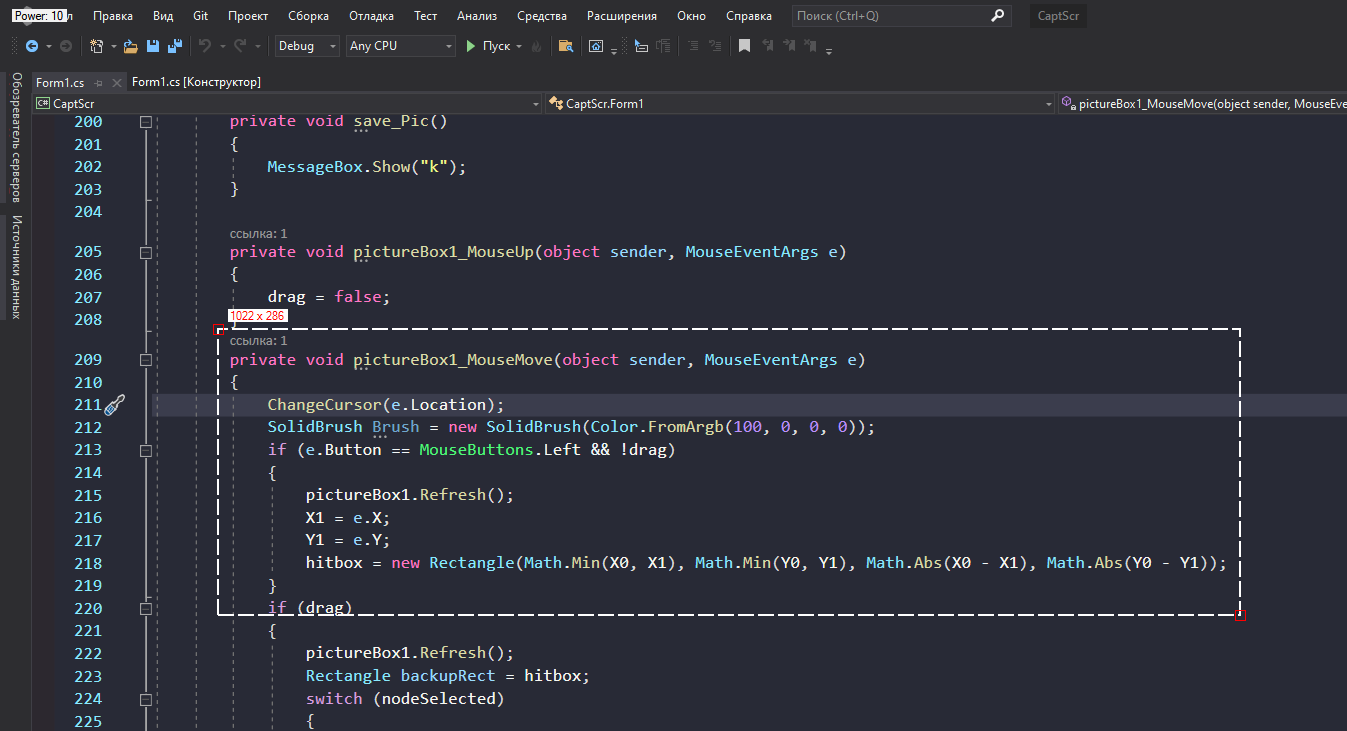 Power: 10 л Правка Вид Git Проект Сборка Отладка Тест Анализ Средства Расширения Окно Справка Поиск (Ctrl+Q) CaptScr
Debug Any CPU Пуск
Form1.cs Form1.cs [Конструктор]
C# CaptScr CaptScr.Form1 pictureBox1_MouseMove(object sender, MouseEve
Обозреватель серверов
Источники данных
200 private void save_Pic()
201 {
202 MessageBox.Show("k");
203 }
204
ссылка: 1
205 private void pictureBox1_MouseUp(object sender, MouseEventArgs e)
206 {
207 drag = false;
1022 x 286
208 }
ссылка: 1
209 private void pictureBox1_MouseMove(object sender, MouseEventArgs e)
210 {
211 ChangeCursor(e.Location);
212 SolidBrush Brush = new SolidBrush(Color.FromArgb(100, 0, 0, 0));
213 if (e.Button == MouseButtons.Left && !drag)
214 {
215 pictureBox1.Refresh();
216 X1 = e.X;
217 Y1 = e.Y;
218 hitbox = new Rectangle(Math.Min(X0, X1), Math.Min(Y0, Y1), Math.Abs(X0 - X1), Math.Abs(Y0 - Y1));
219 }
220 if (drag)
221 {
222 pictureBox1.Refresh();
223 Rectangle backupRect = hitbox;
224 switch (nodeSelected)
225 {